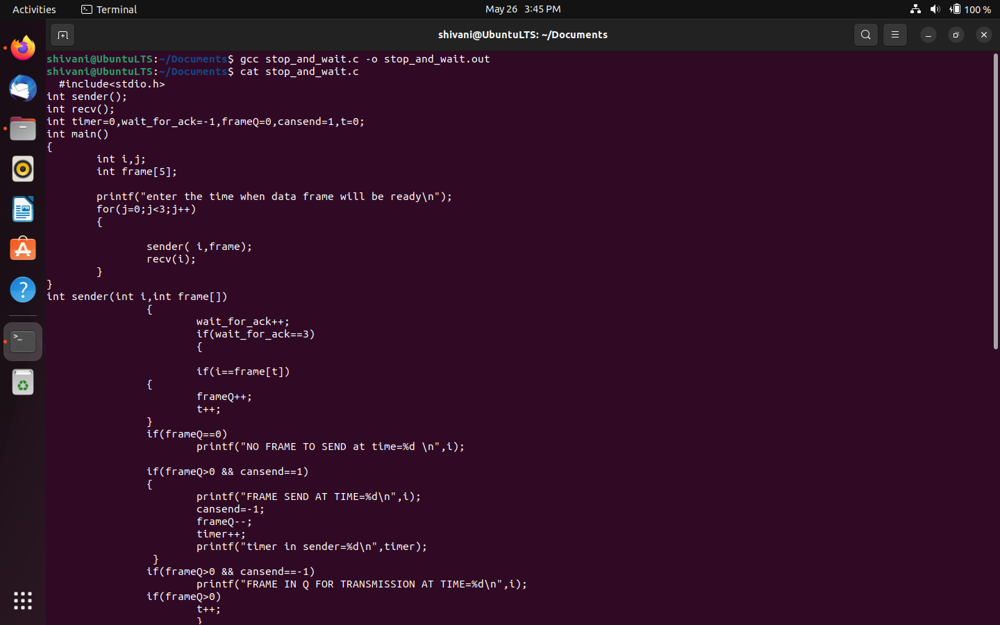 Activities
Terminal
May 26 3:45 PM
100 %
shivani@UbuntuLTS: ~/Documents
shivani@UbuntuLTS:~/Documents$ gcc stop_and_wait.c -o stop_and_wait.out
shivani@UbuntuLTS:~/Documents$ cat stop_and_wait.c
#include<stdio.h>
int sender();
int recv();
int timer=0,wait_for_ack=-1,frameQ=0,cansend=1,t=0;
int main()
{
int i,j;
int frame[5];
printf("enter the time when data frame will be ready\n");
for(j=0;j<3;j++)
{
sender( i,frame);
recv(i);
}
}
int sender(int i,int frame[])
{
wait_for_ack++;
if(wait_for_ack==3)
{
if(i==frame[t])
{
frameQ++;
t++;
}
if(frameQ==0)
printf("NO FRAME TO SEND at time=%d \n",i);
if(frameQ>0 && cansend==1)
{
printf("FRAME SEND AT TIME=%d\n",i);
cansend=-1;
frameQ--;
timer++;
printf("timer in sender=%d\n",timer);
}
if(frameQ>0 && cansend==-1)
printf("FRAME IN Q FOR TRANSMISSION AT TIME=%d\n",i);
if(frameQ>0)
t++;
}